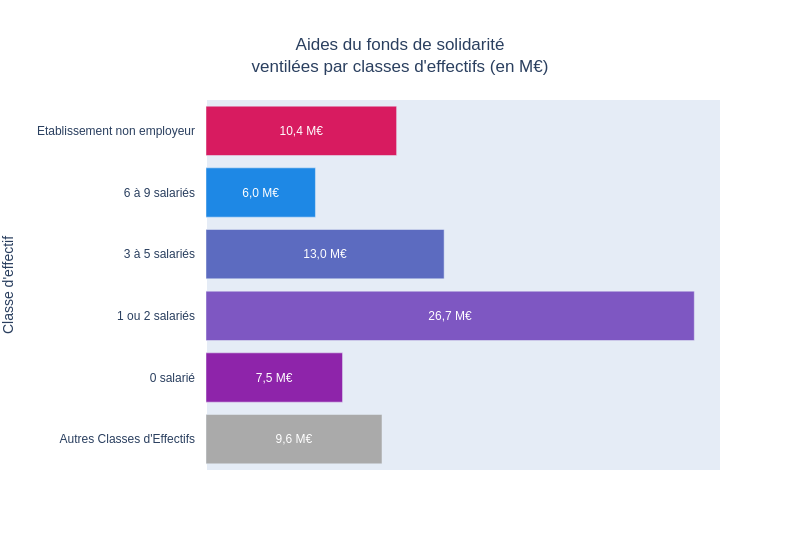 Aides du fonds de solidarité
ventilées par classes d'effectifs (en M€)
Classe d'effectif
Etablissement non employeur
10,4 M€
6 à 9 salariés
6,0 M€
3 à 5 salariés
13,0 M€
1 ou 2 salariés
26,7 M€
0 salarié
7,5 M€
Autres Classes d'Effectifs
9,6 M€